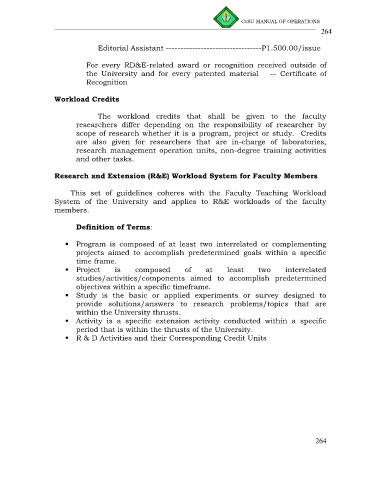 CvSU MANUAL OF OPERATIONS
264
Editorial Assistant ---------------------------------P1.500.00/issue
For every RD&E-related award or recognition received outside of
the University and for every patented material -- Certificate of
Recognition
Workload Credits
The workload credits that shall be given to the faculty
researchers differ depending on the responsibility of researcher by
scope of research whether it is a program, project or study. Credits
are also given for researchers that are in-charge of laboratories,
research management operation units, non-degree training activities
and other tasks.
Research and Extension (R&E) Workload System for Faculty Members
This set of guidelines coheres with the Faculty Teaching Workload
System of the University and applies to R&E workloads of the faculty
members.
Definition of Terms:
▪ Program is composed of at least two interrelated or complementing
projects aimed to accomplish predetermined goals within a specific
time frame.
▪ Project is composed of at least two interrelated
studies/activities/components aimed to accomplish predetermined
objectives within a specific timeframe.
▪ Study is the basic or applied experiments or survey designed to
provide solutions/answers to research problems/topics that are
within the University thrusts.
▪ Activity is a specific extension activity conducted within a specific
period that is within the thrusts of the University.
▪ R & D Activities and their Corresponding Credit Units
264